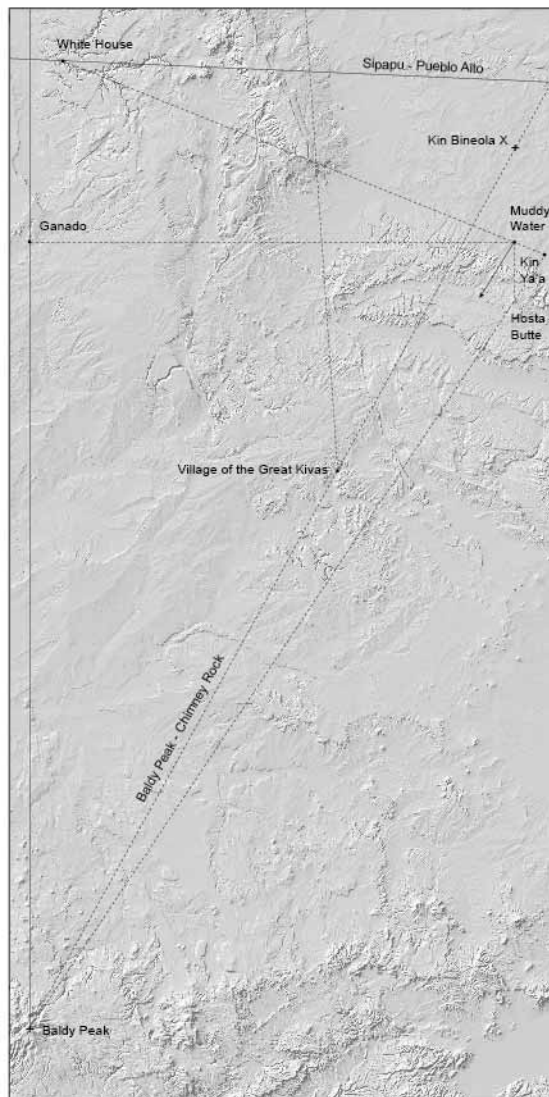 White House
Sipapu - Pueblo Alto
Kin Bineola X
Ganado
Muddy
Water
Kin
Ya'a
Hosta
Butte
Village of the Great Kivas
Baldy Peak - Chimney Rock
Baldy Peak